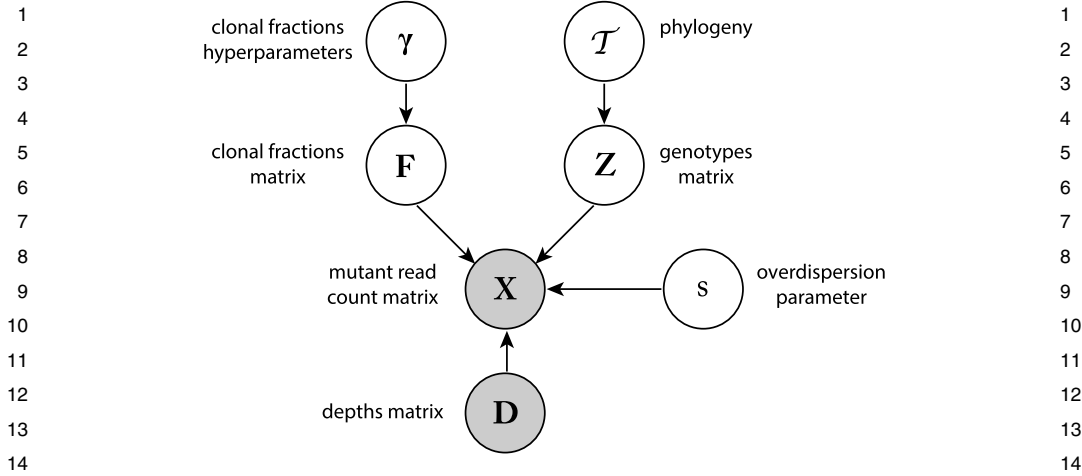 1
clonal fractions
hyperparameters
γ
𝒯
phylogeny
1
2
2
3
3
4
4
5
clonal fractions
matrix
F
Z
genotypes
matrix
5
6
6
7
7
8
8
9
mutant read
count matrix
X
s
overdispersion
parameter
9
10
10
11
11
12
depths matrix
D
12
13
13
14
14